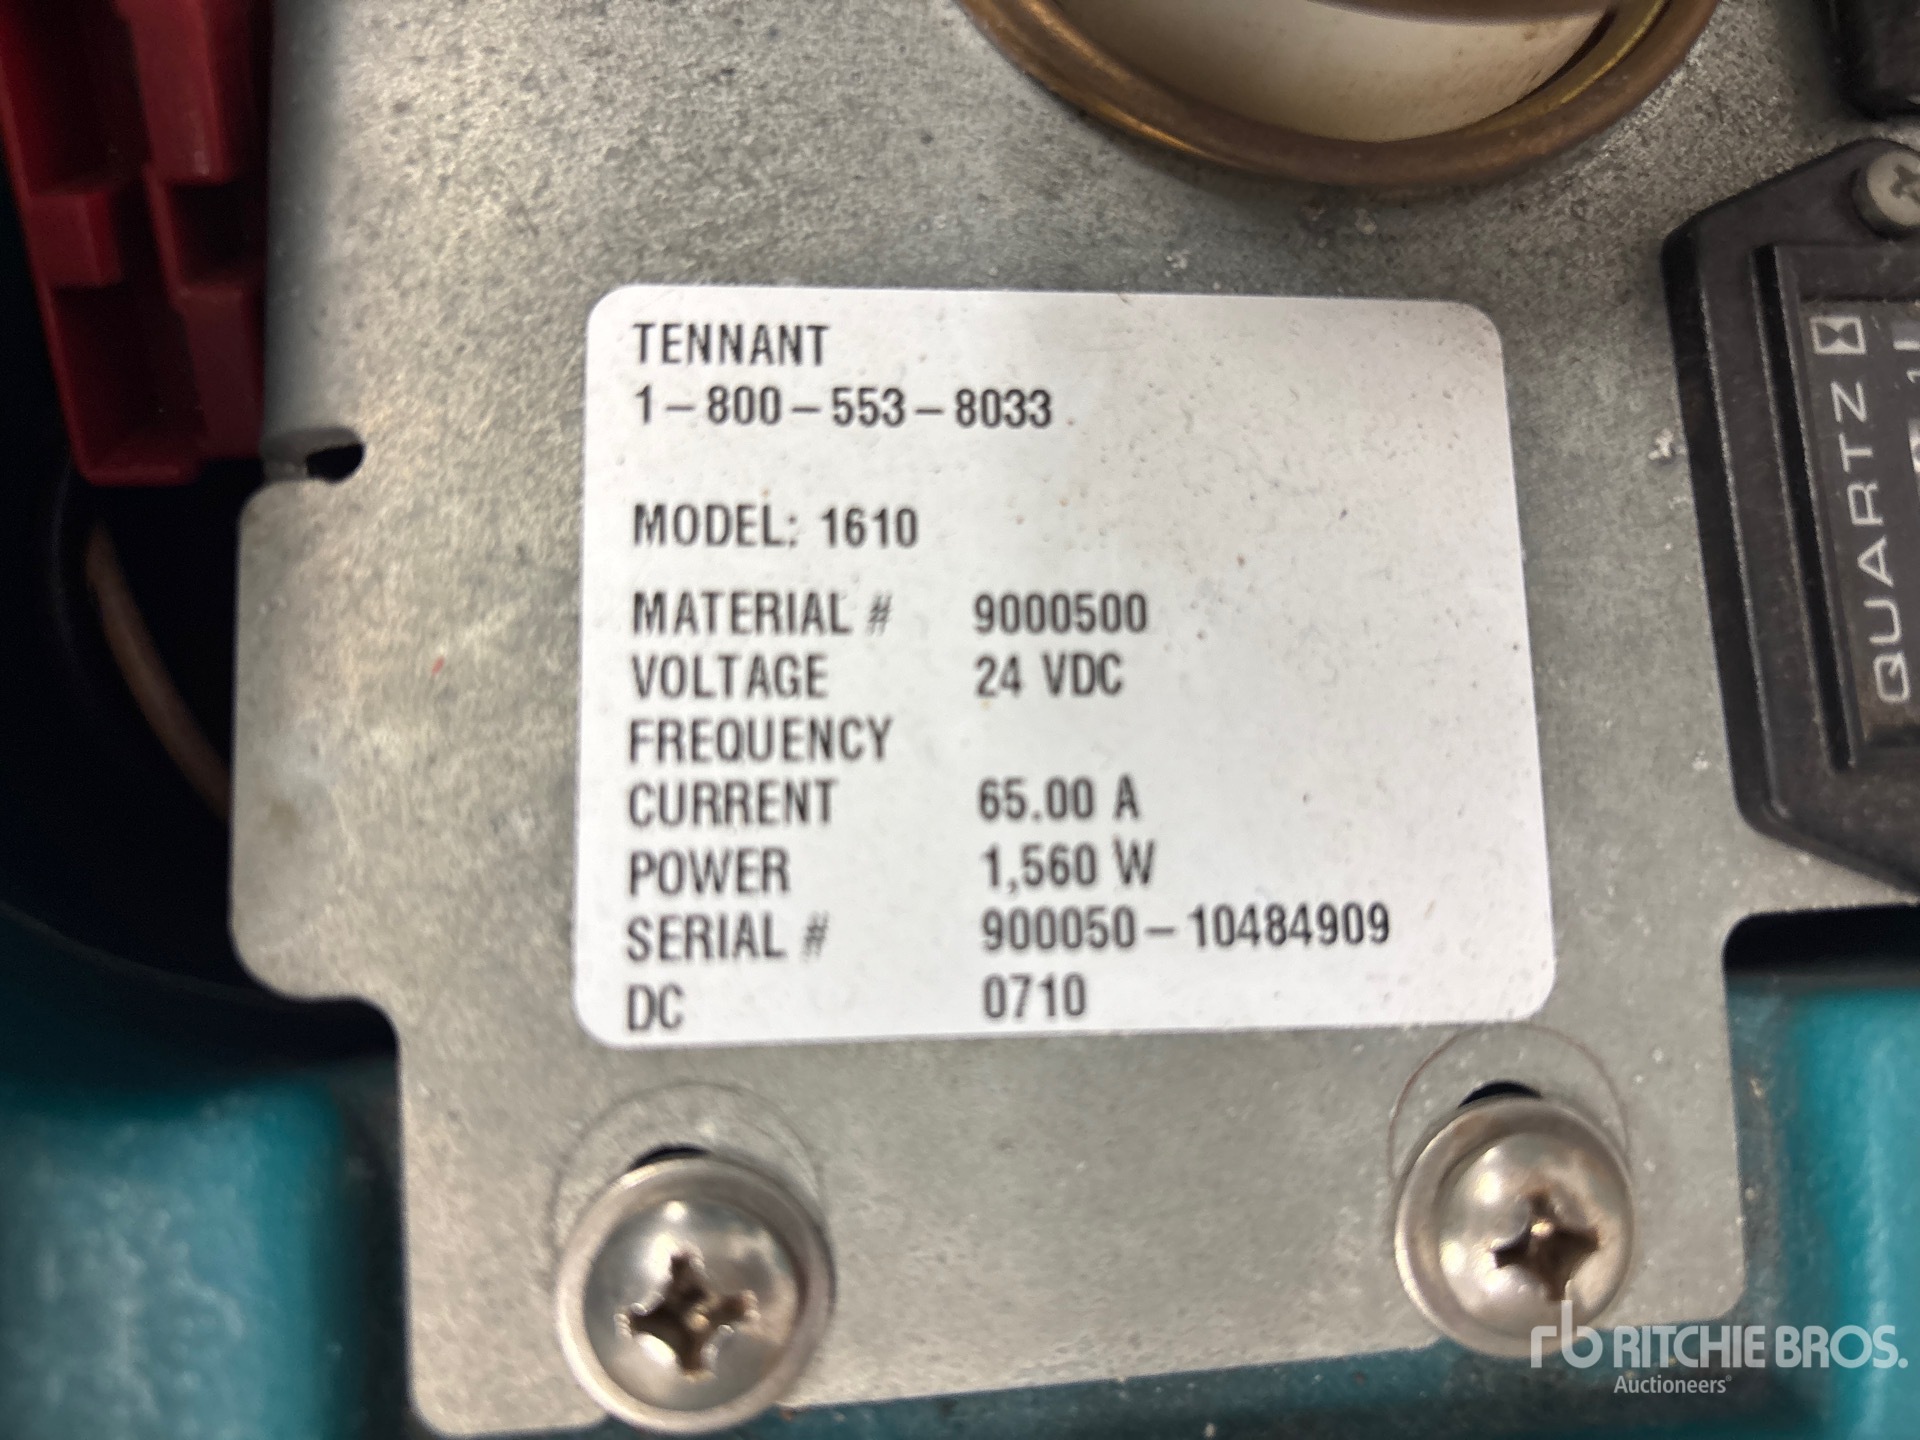 TENNANT
1-800-553-8033
MODEL: 1610
MATERIAL # 9000500
VOLTAGE 24 VDC
FREQUENCY
CURRENT 65.00 A
POWER 1,560 W
SERIAL # 900050-10484909
DC 0710
QUARTZ
rb RITCHIE BROS.
Auctioneers